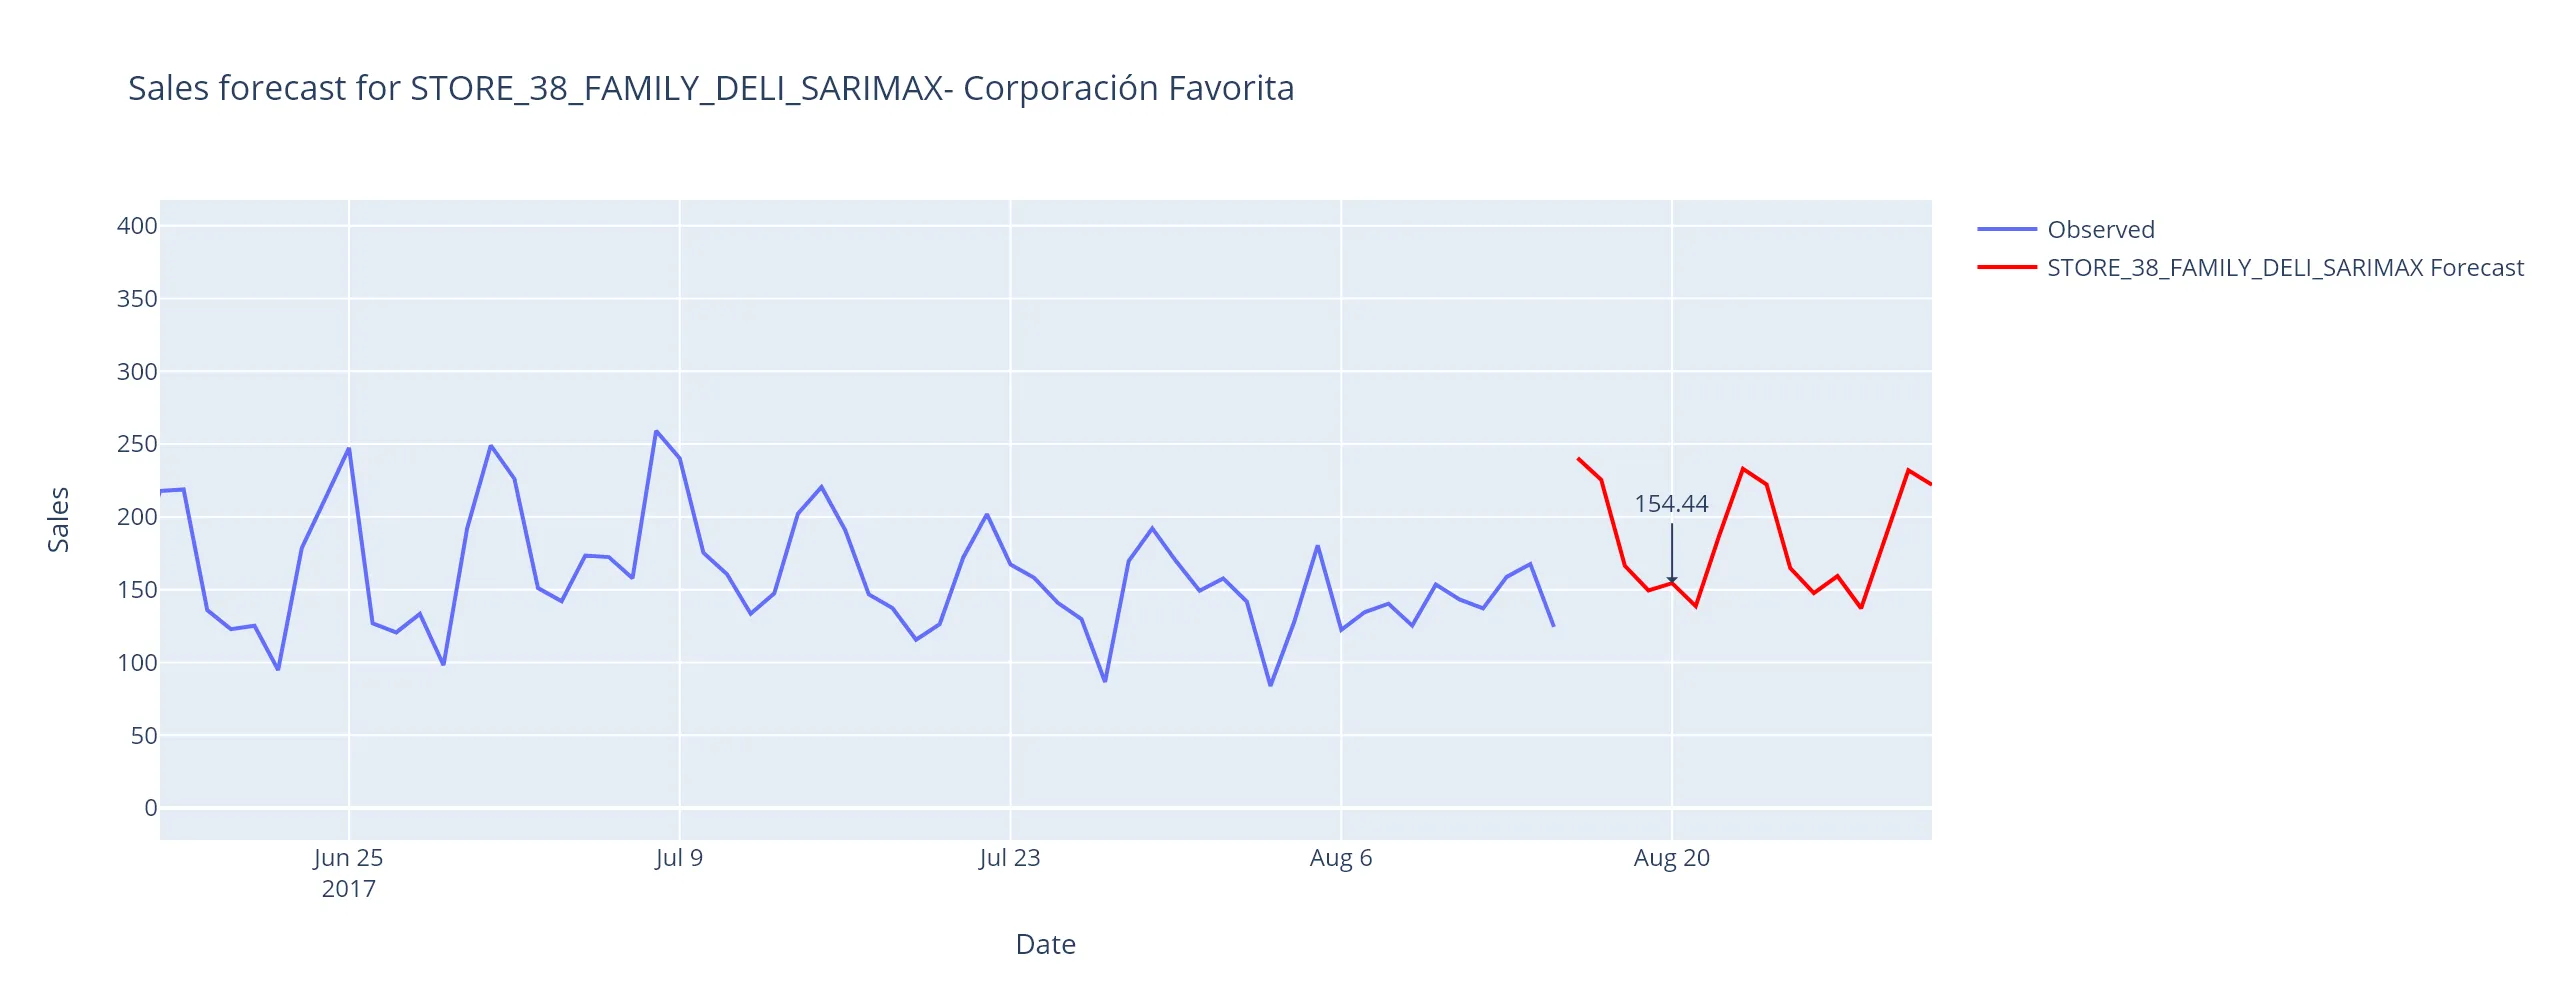 Sales forecast for STORE_38_FAMILY_DELI_SARIMAX- Corporación Favorita
Observed
STORE_38_FAMILY_DELI_SARIMAX Forecast
400
350
300
250
200
150
100
50
0
Sales
154.44
Jun 25
2017
Jul 9
Jul 23
Aug 6
Aug 20
Date